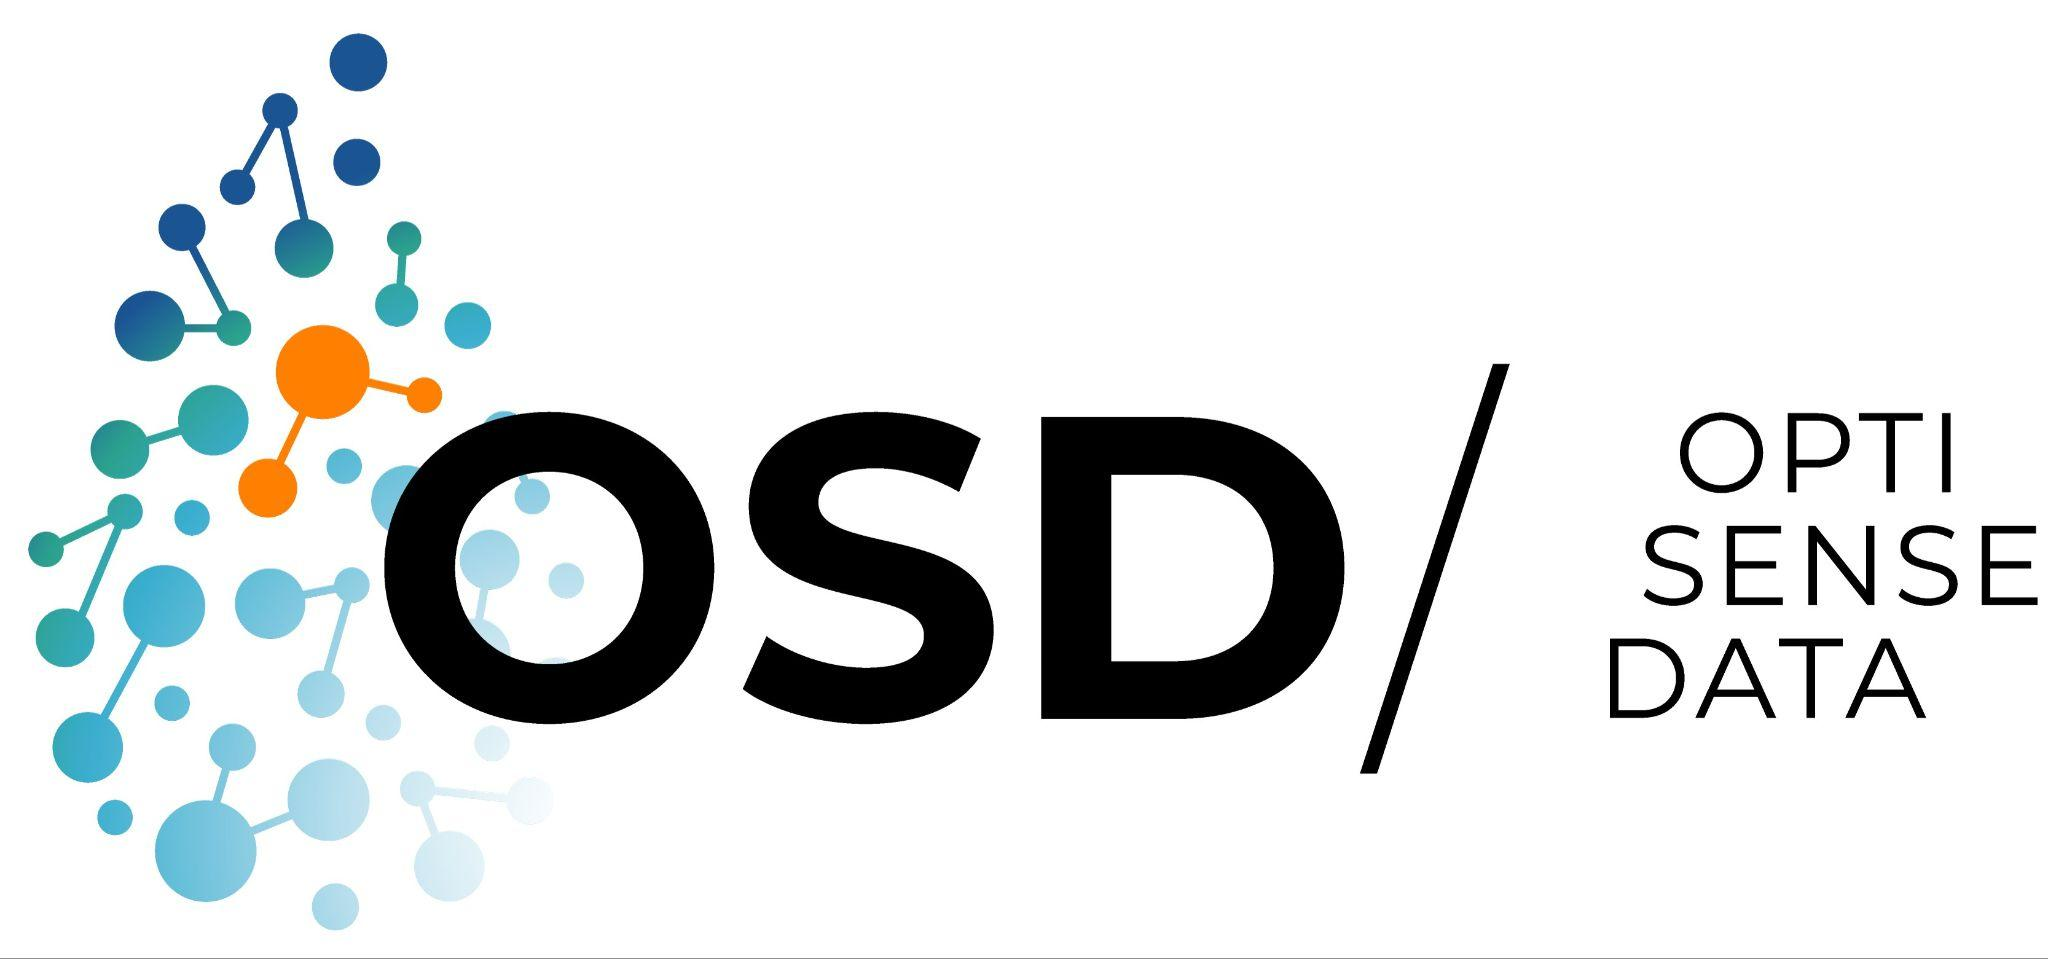 OSD/
OPTI
SENSE
DATA